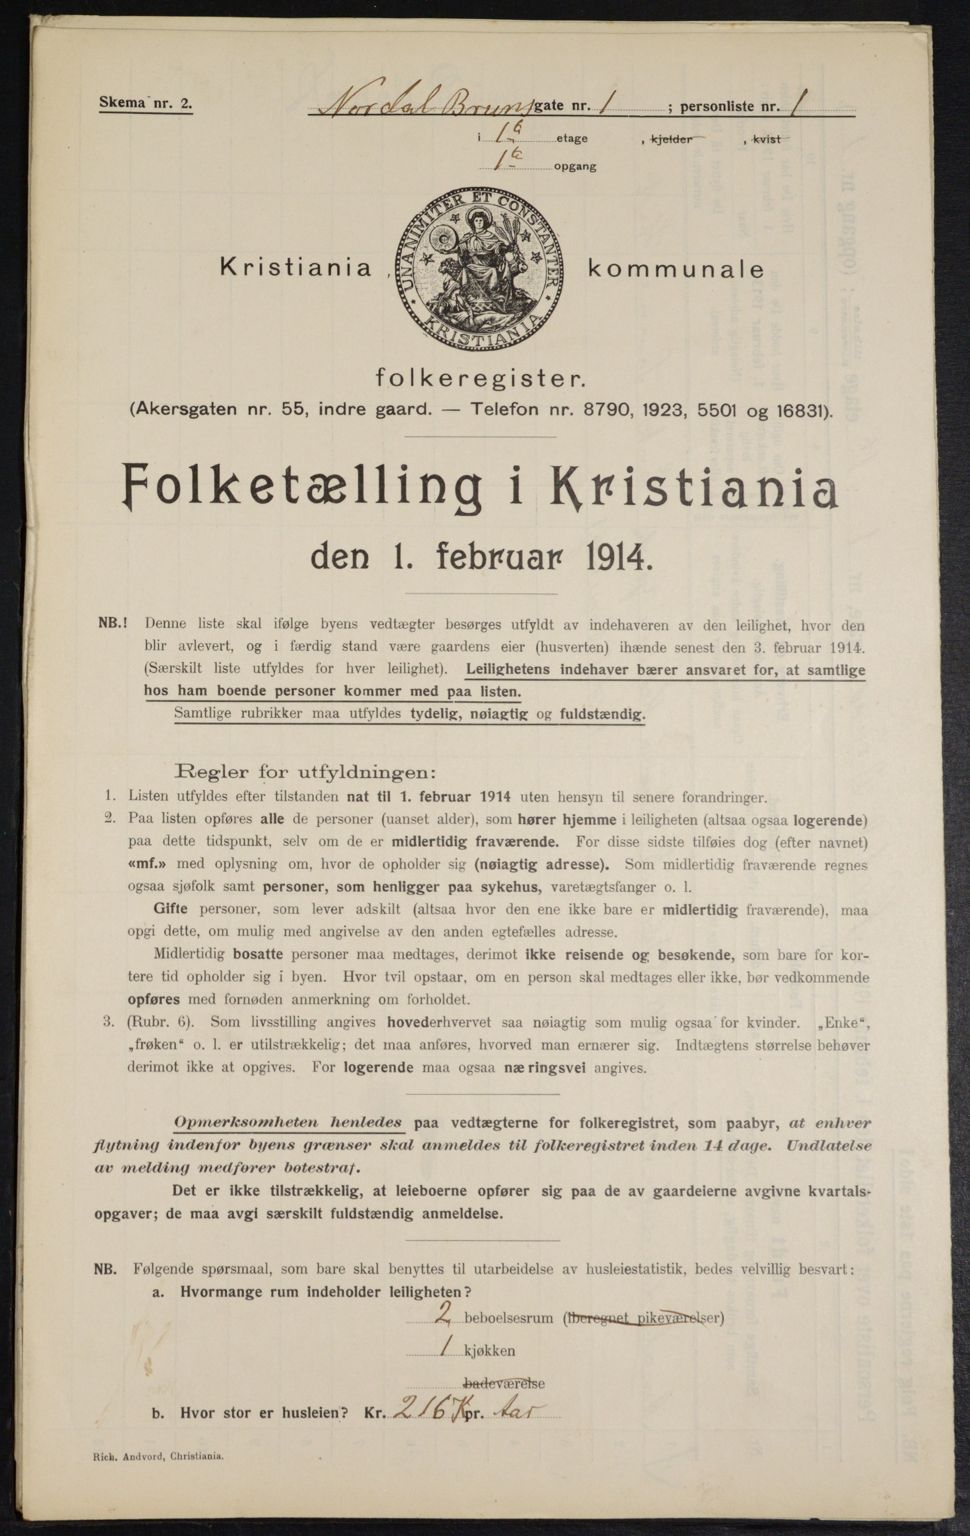 Skema nr. 2.
Nordal Bruns gate nr. 1 ; personliste nr. 1
i 1ª etage , kjelder , kvist
1ª opgang
UNANIMITER ET CONSTANTER
KRISTIANIA
Kristiania kommunale
folkeregister.
(Akersgaten nr. 55, indre gaard. — Telefon nr. 8790, 1923, 5501 og 16831).
Folketælling i Kristiania
den 1. februar 1914.
NB.! Denne liste skal ifølge byens vedtægter besørges utfyldt av indehaveren av den leilighet, hvor den
blir avlevert, og i færdig stand være gaardens eier (husverten) ihænde senest den 3. februar 1914.
(Særskilt liste utfyldes for hver leilighet). Leilighetens indehaver bærer ansvaret for, at samtlige
hos ham boende personer kommer med paa listen.
Samtlige rubrikker maa utfyldes tydelig, nøiagtig og fuldstændig.
Regler for utfyldningen:
1. Listen utfyldes efter tilstanden nat til 1. februar 1914 uten hensyn til senere forandringer.
2. Paa listen opføres alle de personer (uanset alder), som hører hjemme i leiligheten (altsaa ogsaa logerende)
paa dette tidspunkt, selv om de er midlertidig fraværende. For disse sidste tilføies dog (efter navnet)
«mf.» med oplysning om, hvor de opholder sig (nøiagtig adresse). Som midlertidig fraværende regnes
ogsaa sjøfolk samt personer, som henligger paa sykehus, varetægtsfanger o. l.
Gifte personer, som lever adskilt (altsaa hvor den ene ikke bare er midlertidig fraværende), maa
opgi dette, om mulig med angivelse av den anden egtefælles adresse.
Midlertidig bosatte personer maa medtages, derimot ikke reisende og besøkende, som bare for kor-
tere tid opholder sig i byen. Hvor tvil opstaar, om en person skal medtages eller ikke, bør vedkommende
opføres med fornøden anmerkning om forholdet.
3. (Rubr. 6). Som livsstilling angives hovederhvervet saa nøiagtig som mulig ogsaa for kvinder. „Enke“,
„frøken“ o. l. er utilstrækkelig; det maa anføres, hvorved man ernærer sig. Indtægtens størrelse behøver
derimot ikke at opgives. For logerende maa ogsaa næringsvei angives.
Opmerksomheten henledes paa vedtægterne for folkeregistret, som paabyr, at enhver
flytning indenfor byens grænser skal anmeldes til folkeregistret inden 14 dage. Undlatelse
av melding medfører bøtestraf.
Det er ikke tilstrækkelig, at leieboerne opfører sig paa de av gaardeierne avgivne kvartals-
opgaver; de maa avgi særskilt fuldstændig anmeldelse.
NB. Følgende spørsmaal, som bare skal benyttes til utarbeidelse av husleiestatistik, bedes velvillig besvart:
a. Hvormange rum indeholder leiligheten?
2 beboelsesrum (iberegnet pikeværelser)
1 kjøkken
badeværelse
b. Hvor stor er husleien? Kr. 216 K pr. Aar
Rich. Andvord, Christiania.